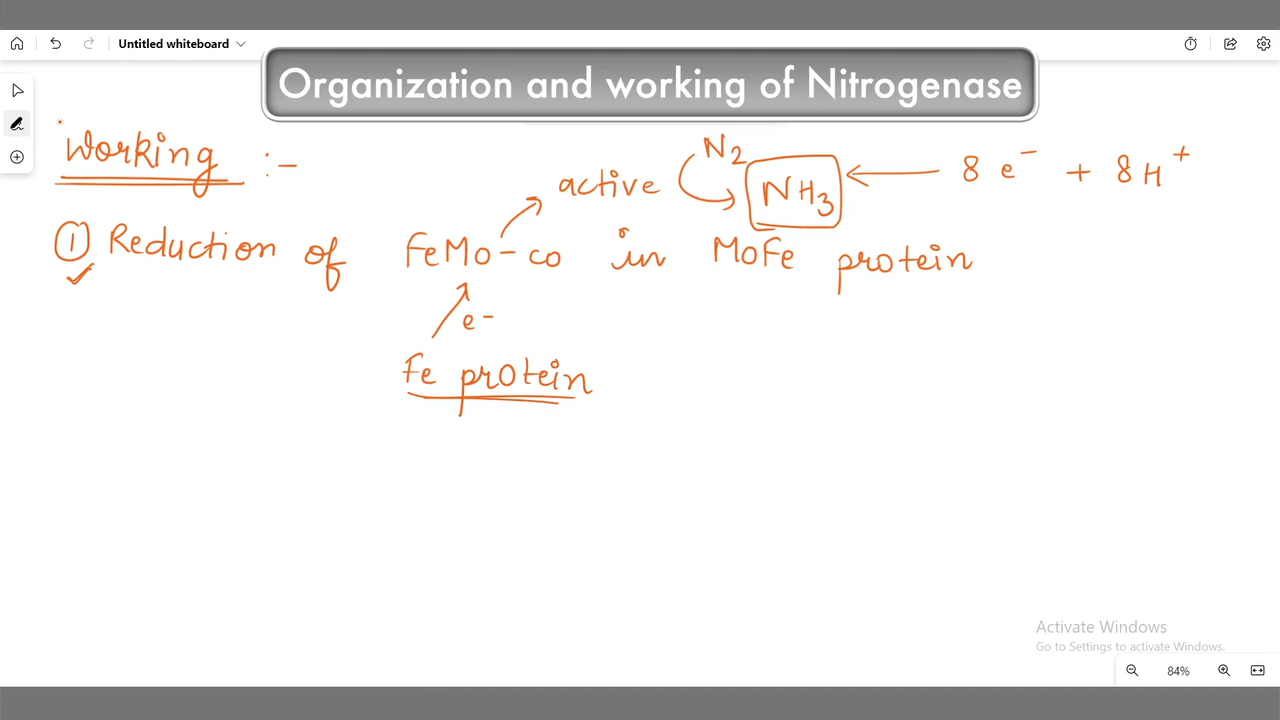 Untitled whiteboard
Organization and working of Nitrogenase
Working :-
N2
active NH3 ← 8 e⁻ + 8H⁺
① Reduction of FeMo-co in MoFe protein
e⁻
Fe protein
Activate Windows
Go to Settings to activate Windows.
84%